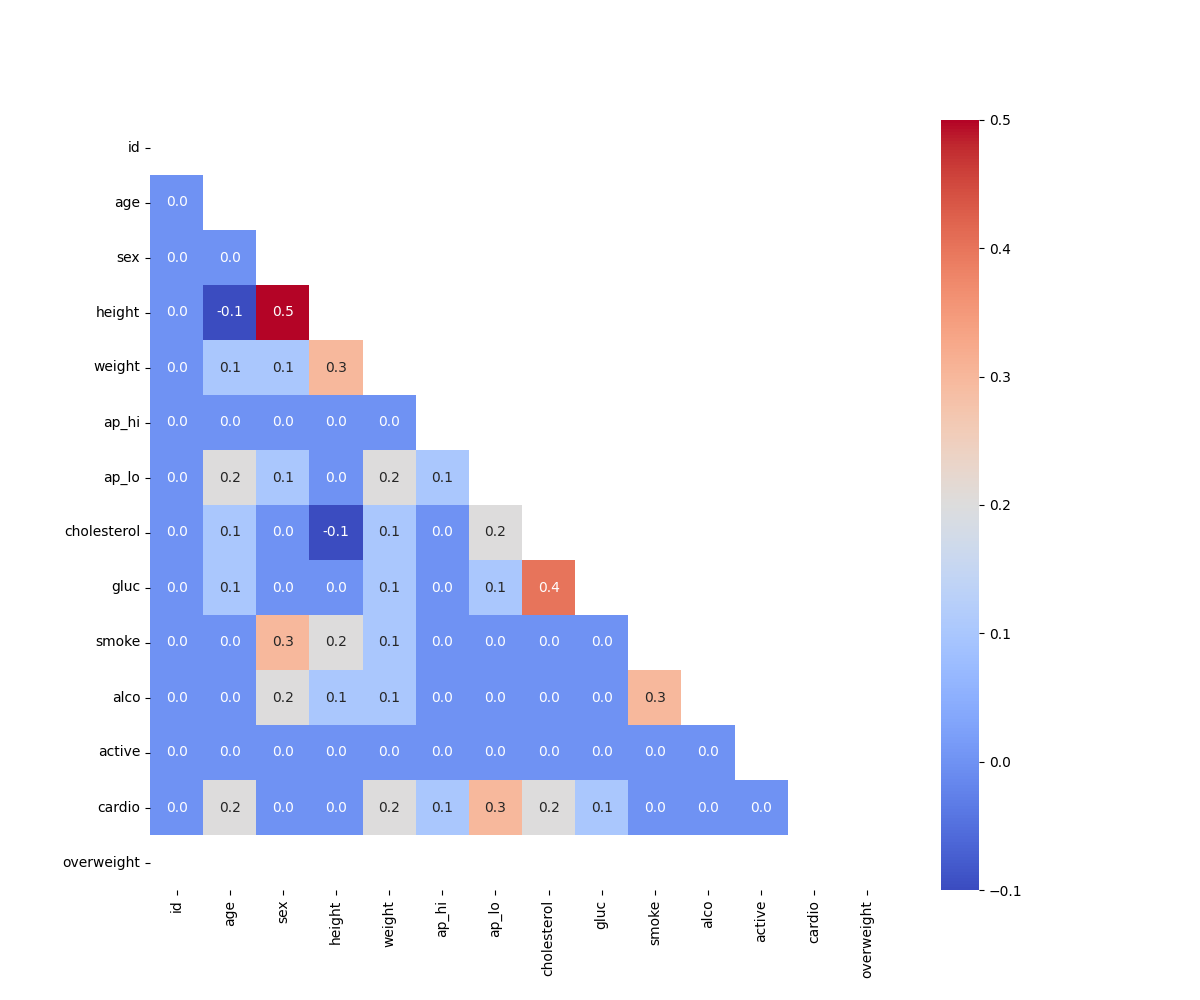 id
age 0.0
sex 0.0 0.0
height 0.0 -0.1 0.5
weight 0.0 0.1 0.1 0.3
ap_hi 0.0 0.0 0.0 0.0 0.0
ap_lo 0.0 0.2 0.1 0.0 0.2 0.1
cholesterol 0.0 0.1 0.0 -0.1 0.1 0.0 0.2
gluc 0.0 0.1 0.0 0.0 0.1 0.0 0.1 0.4
smoke 0.0 0.0 0.3 0.2 0.1 0.0 0.0 0.0 0.0
alco 0.0 0.0 0.2 0.1 0.1 0.0 0.0 0.0 0.0 0.3
active 0.0 0.0 0.0 0.0 0.0 0.0 0.0 0.0 0.0 0.0 0.0
cardio 0.0 0.2 0.0 0.0 0.2 0.1 0.3 0.2 0.1 0.0 0.0 0.0
overweight
id age sex height weight ap_hi ap_lo cholesterol gluc smoke alco active cardio overweight
0.5
0.4
0.3
0.2
0.1
0.0
−0.1